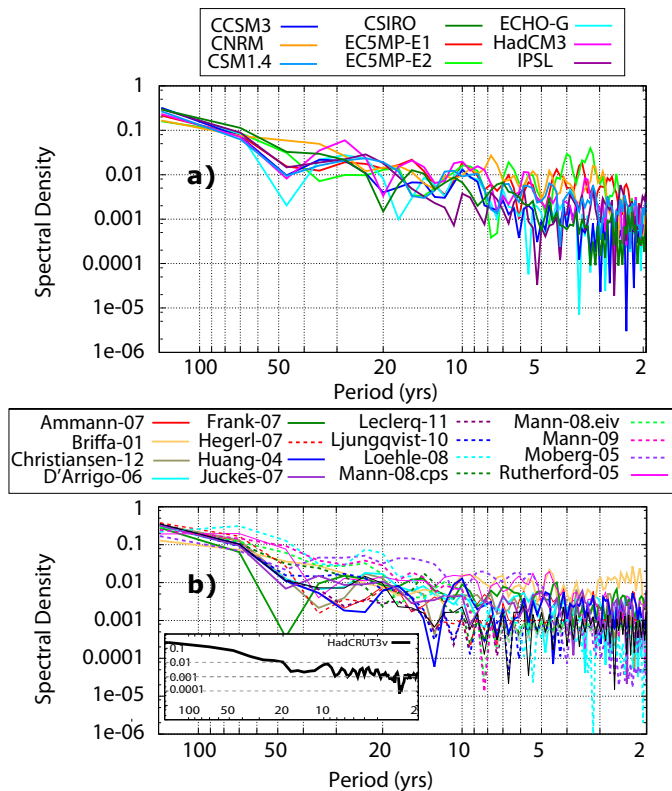 CCSM3 CSIRO ECHO-G
CNRM EC5MP-E1 HadCM3
CSM1.4 EC5MP-E2 IPSL
1
0.1
0.01
0.001
0.0001
1e-05
1e-06
Spectral Density
a)
100 50 20 10 5 2
Period (yrs)
Ammann-07 Frank-07 Leclerq-11 Mann-08.eiv
Briffa-01 Hegerl-07 Ljungqvist-10 Mann-09
Christiansen-12 Huang-04 Loehle-08 Moberg-05
D'Arrigo-06 Juckes-07 Mann-08.cps Rutherford-05
1
0.1
0.01
0.001
0.0001
1e-05
1e-06
Spectral Density
b)
HadCRUT3v
0.1
0.01
0.001
0.0001
100 50 20 10 5 2
100 50 20 10 5 2
Period (yrs)